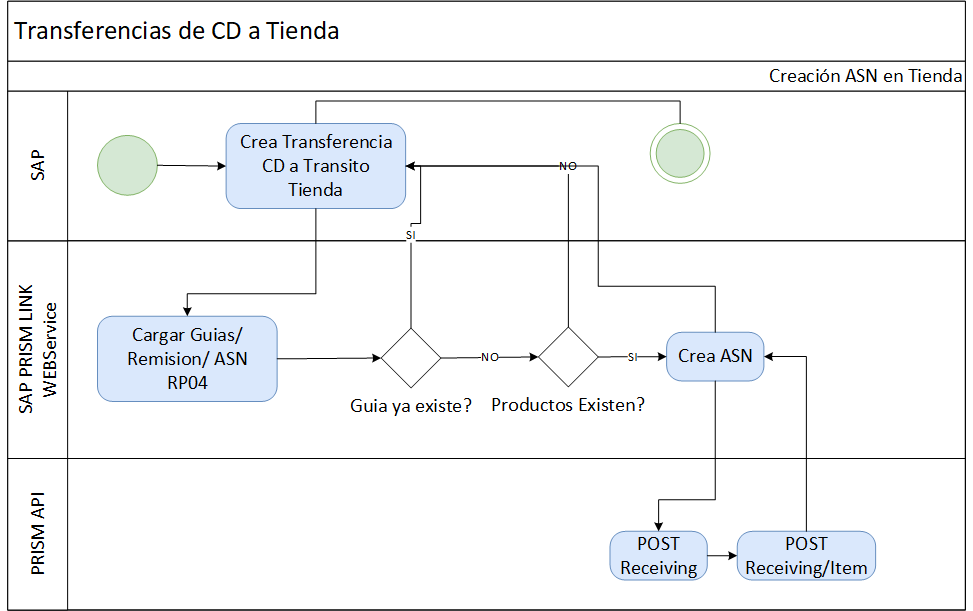 Transferencias de CD a Tienda
Creación ASN en Tienda
SAP
Crea Transferencia
CD a Transito
Tienda
NO
SI
SAP PRISM LINK
WEBService
Cargar Guias/
Remision/ ASN
RP04
NO
SI
Crea ASN
Guia ya existe?
Productos Existen?
PRISM API
POST
Receiving
POST
Receiving/Item